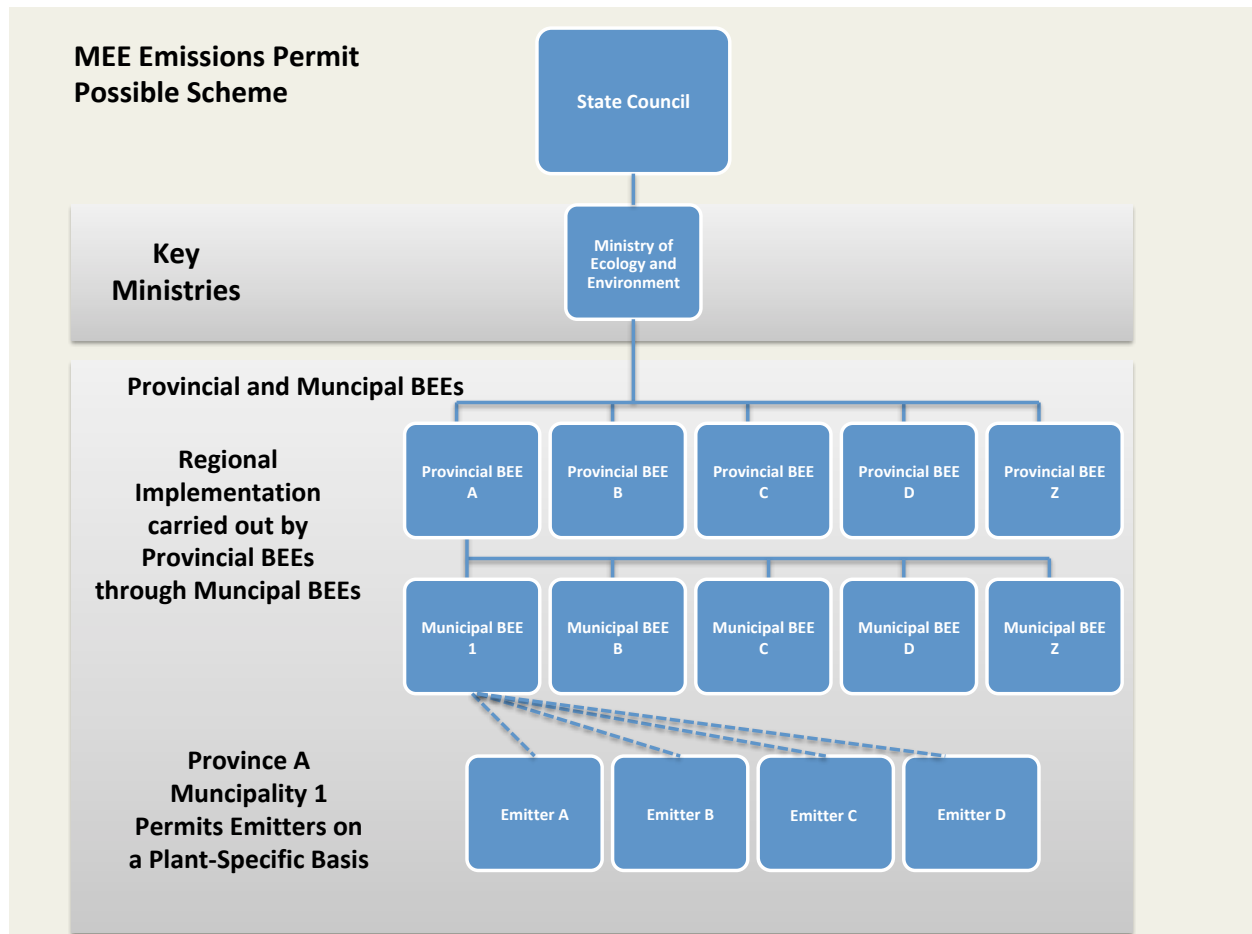 MEE Emissions Permit
Possible Scheme
State Council
Key
Ministries
Ministry of
Ecology and
Environment
Provincial and Muncipal BEEs
Regional
Implementation
carried out by
Provincial BEEs
through Muncipal BEEs
Provincial BEE
A
Provincial BEE
B
Provincial BEE
C
Provincial BEE
D
Provincial BEE
Z
Municipal BEE
1
Municipal BEE
B
Municipal BEE
C
Municipal BEE
D
Municipal BEE
Z
Province A
Muncipality 1
Permits Emitters on
a Plant-Specific Basis
Emitter A
Emitter B
Emitter C
Emitter D